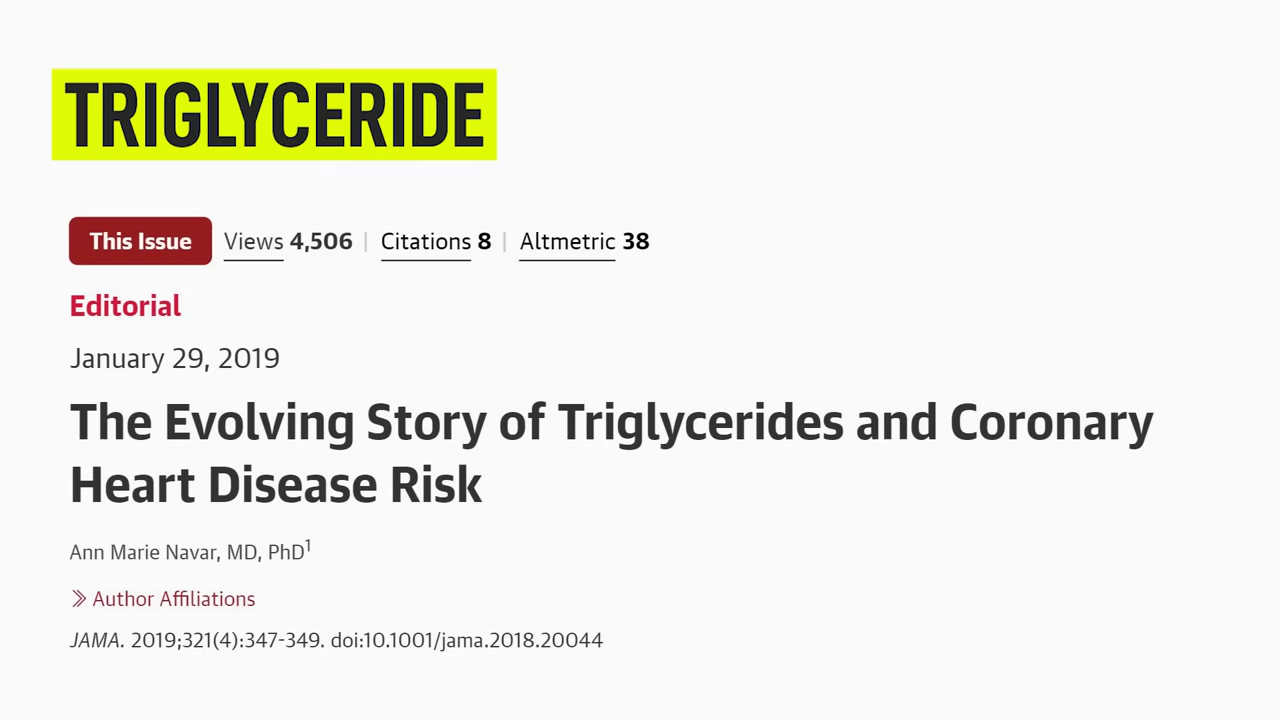 TRIGLYCERIDE
This Issue Views 4,506 | Citations 8 | Altmetric 38
Editorial
January 29, 2019
The Evolving Story of Triglycerides and Coronary
Heart Disease Risk
Ann Marie Navar, MD, PhD1
Author Affiliations
JAMA. 2019;321(4):347-349. doi:10.1001/jama.2018.20044